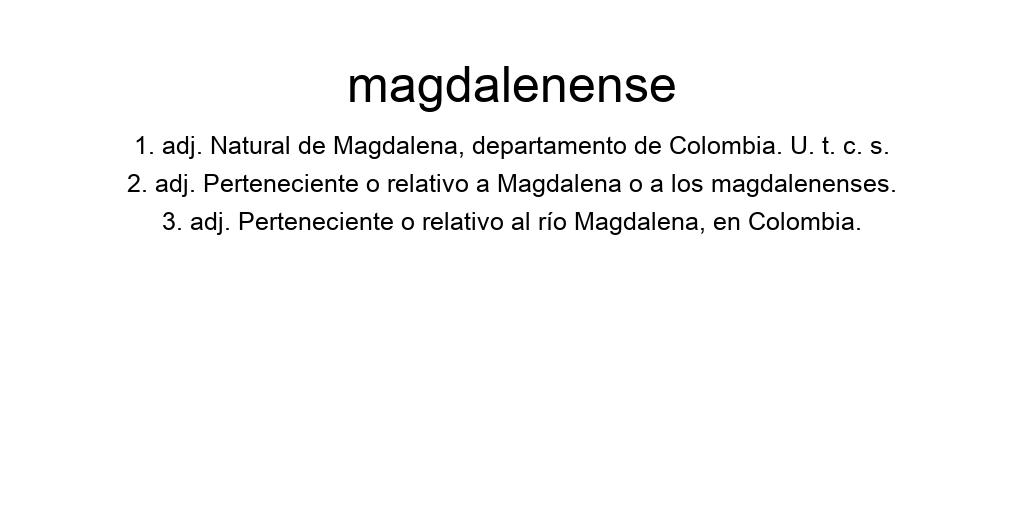 magdalenense
1. adj. Natural de Magdalena, departamento de Colombia. U. t. c. s.
2. adj. Perteneciente o relativo a Magdalena o a los magdalenenses.
3. adj. Perteneciente o relativo al río Magdalena, en Colombia.